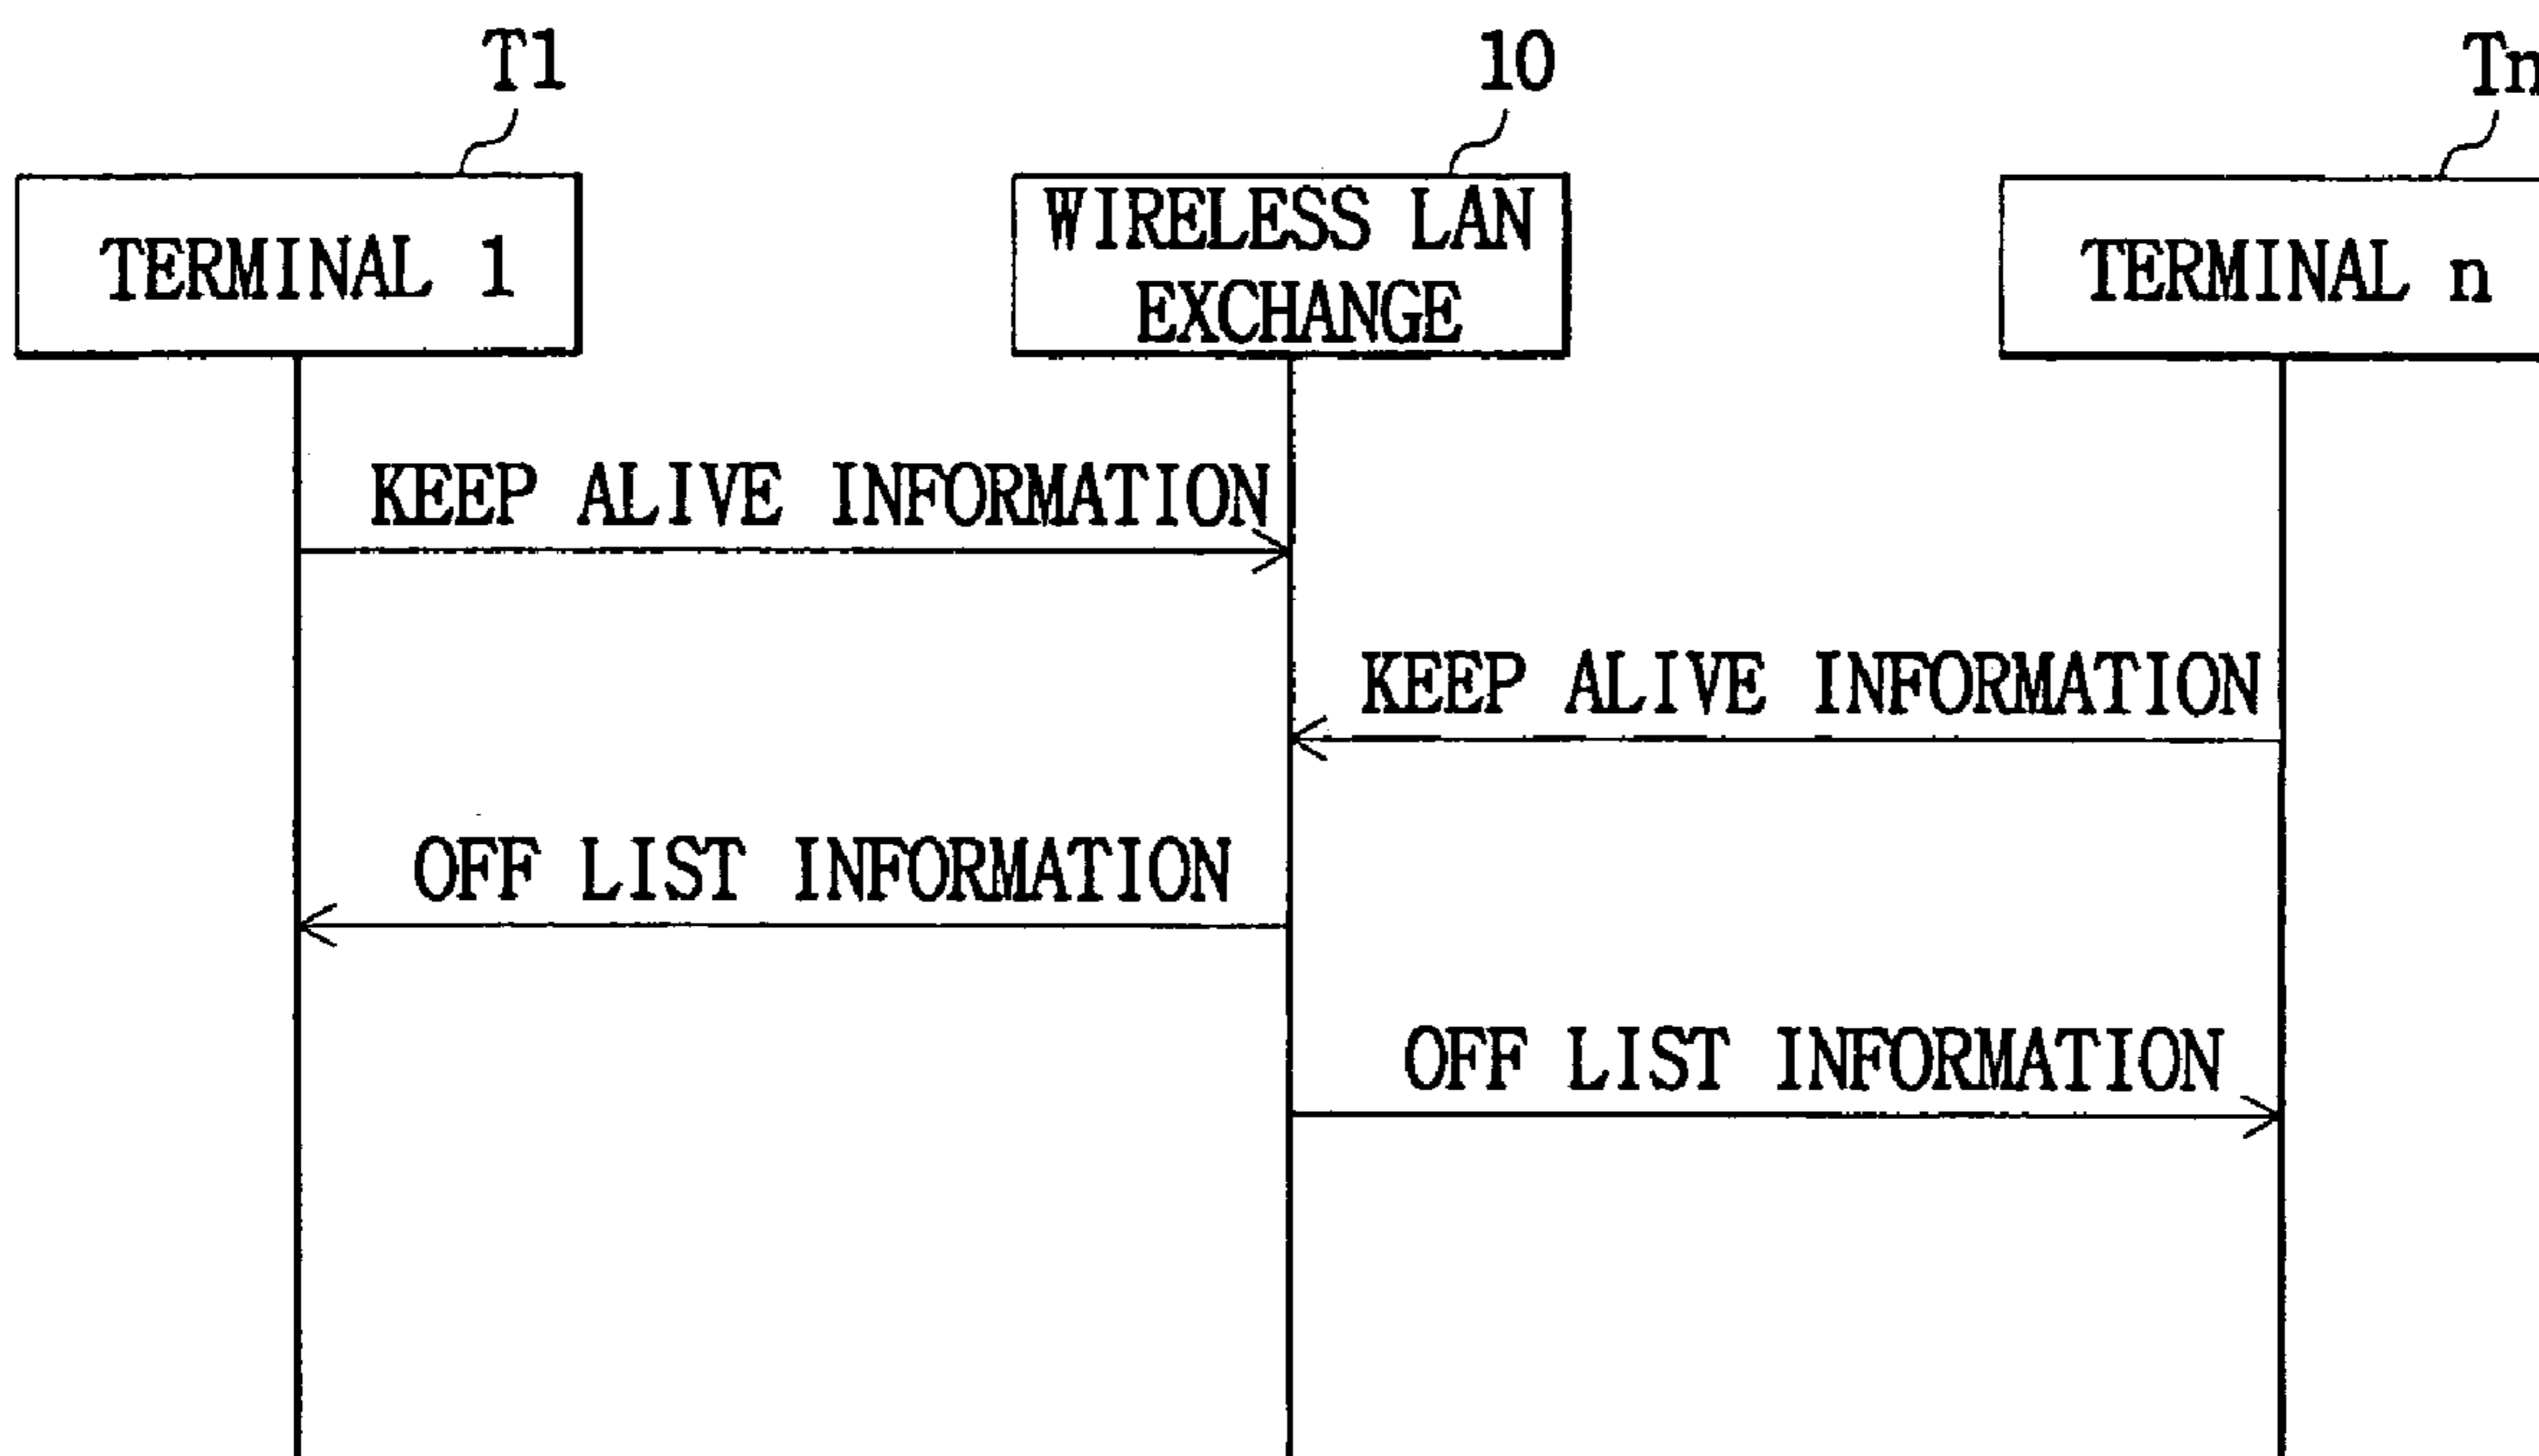 T1
10
Tn
TERMINAL 1
WIRELESS LAN
EXCHANGE
TERMINAL n
KEEP ALIVE INFORMATION
KEEP ALIVE INFORMATION
OFF LIST INFORMATION
OFF LIST INFORMATION